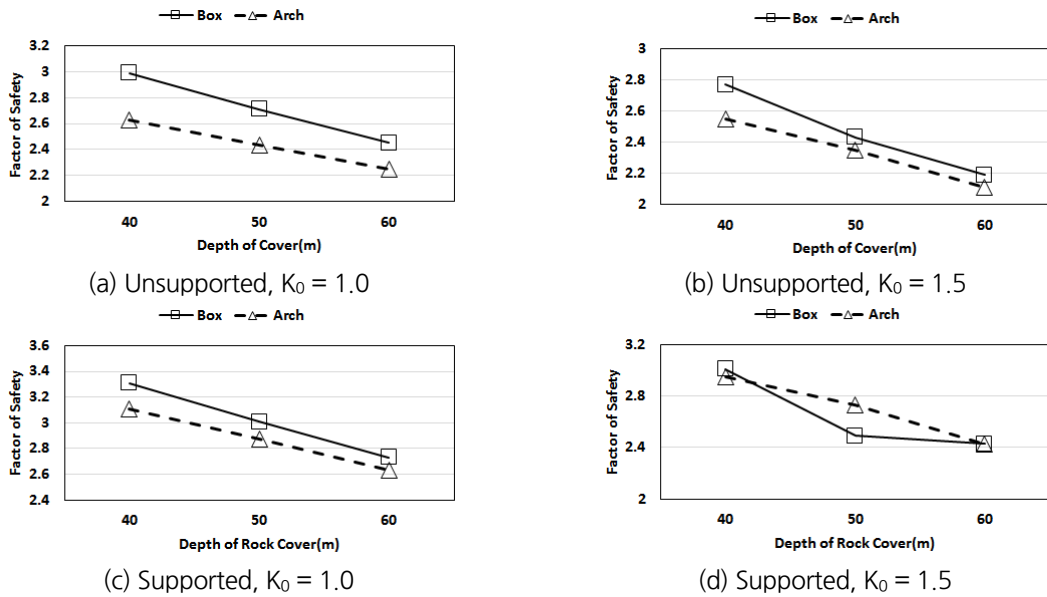 Box Arch
3.2
3
2.8
2.6
2.4
2.2
2
Factor of Safety
40 50 60
Depth of Cover(m)
(a) Unsupported, K₀ = 1.0
Box Arch
3
2.8
2.6
2.4
2.2
2
Factor of Safety
40 50 60
Depth of Cover(m)
(b) Unsupported, K₀ = 1.5
Box Arch
3.6
3.4
3.2
3
2.8
2.6
2.4
Factor of Safety
40 50 60
Depth of Rock Cover(m)
(c) Supported, K₀ = 1.0
Box Arch
3.2
2.8
2.4
2
Factor of Safety
40 50 60
Depth of Rock Cover(m)
(d) Supported, K₀ = 1.5